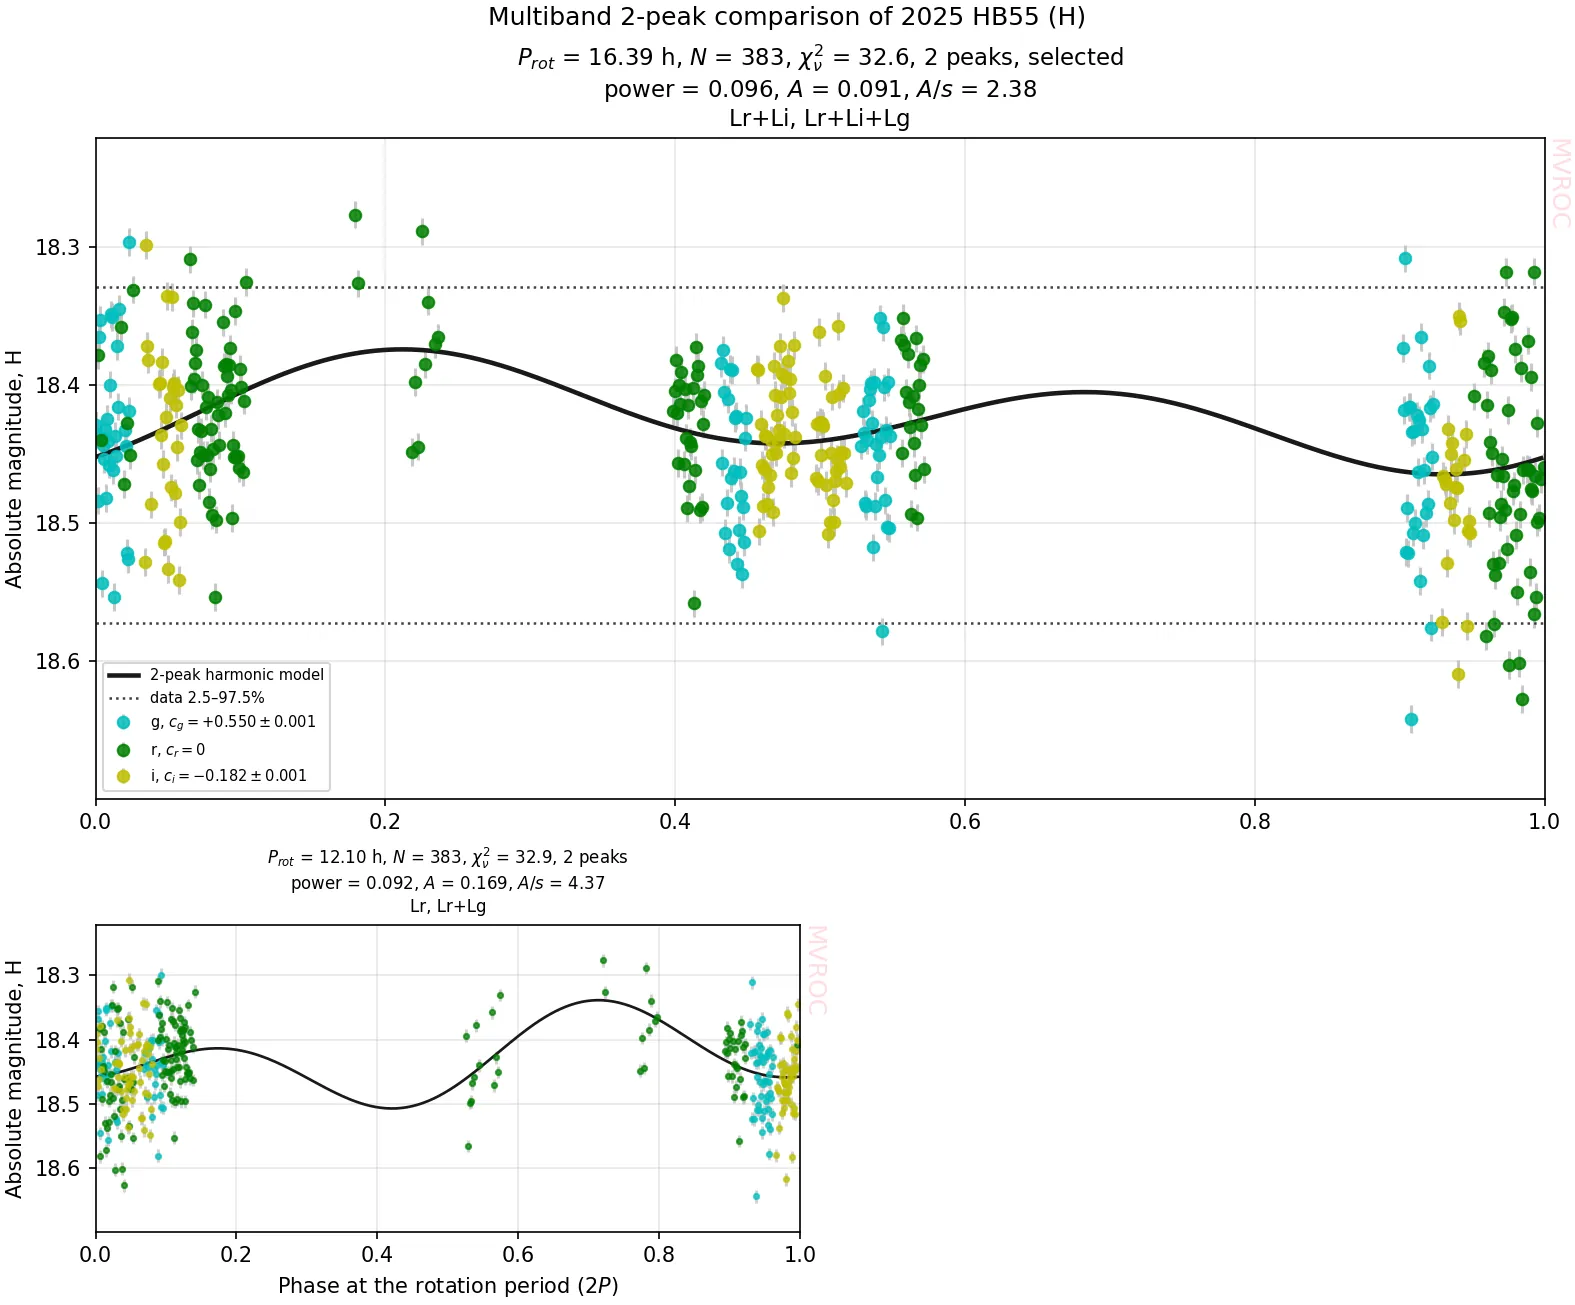 Multiband 2-peak comparison of 2025 HB55 (H)
P_rot = 16.39 h, N = 383, χ²_ν = 32.6, 2 peaks, selected
power = 0.096, A = 0.091, A/s = 2.38
Lr+Li, Lr+Li+Lg
MVROC
Absolute magnitude, H
18.3
18.4
18.5
18.6
2-peak harmonic model
data 2.5–97.5%
g, c_g = +0.550 ± 0.001
r, c_r = 0
i, c_i = −0.182 ± 0.001
0.0 0.2 0.4 0.6 0.8 1.0
P_rot = 12.10 h, N = 383, χ²_ν = 32.9, 2 peaks
power = 0.092, A = 0.169, A/s = 4.37
Lr, Lr+Lg
MVROC
Absolute magnitude, H
18.3
18.4
18.5
18.6
0.0 0.2 0.4 0.6 0.8 1.0
Phase at the rotation period (2P)